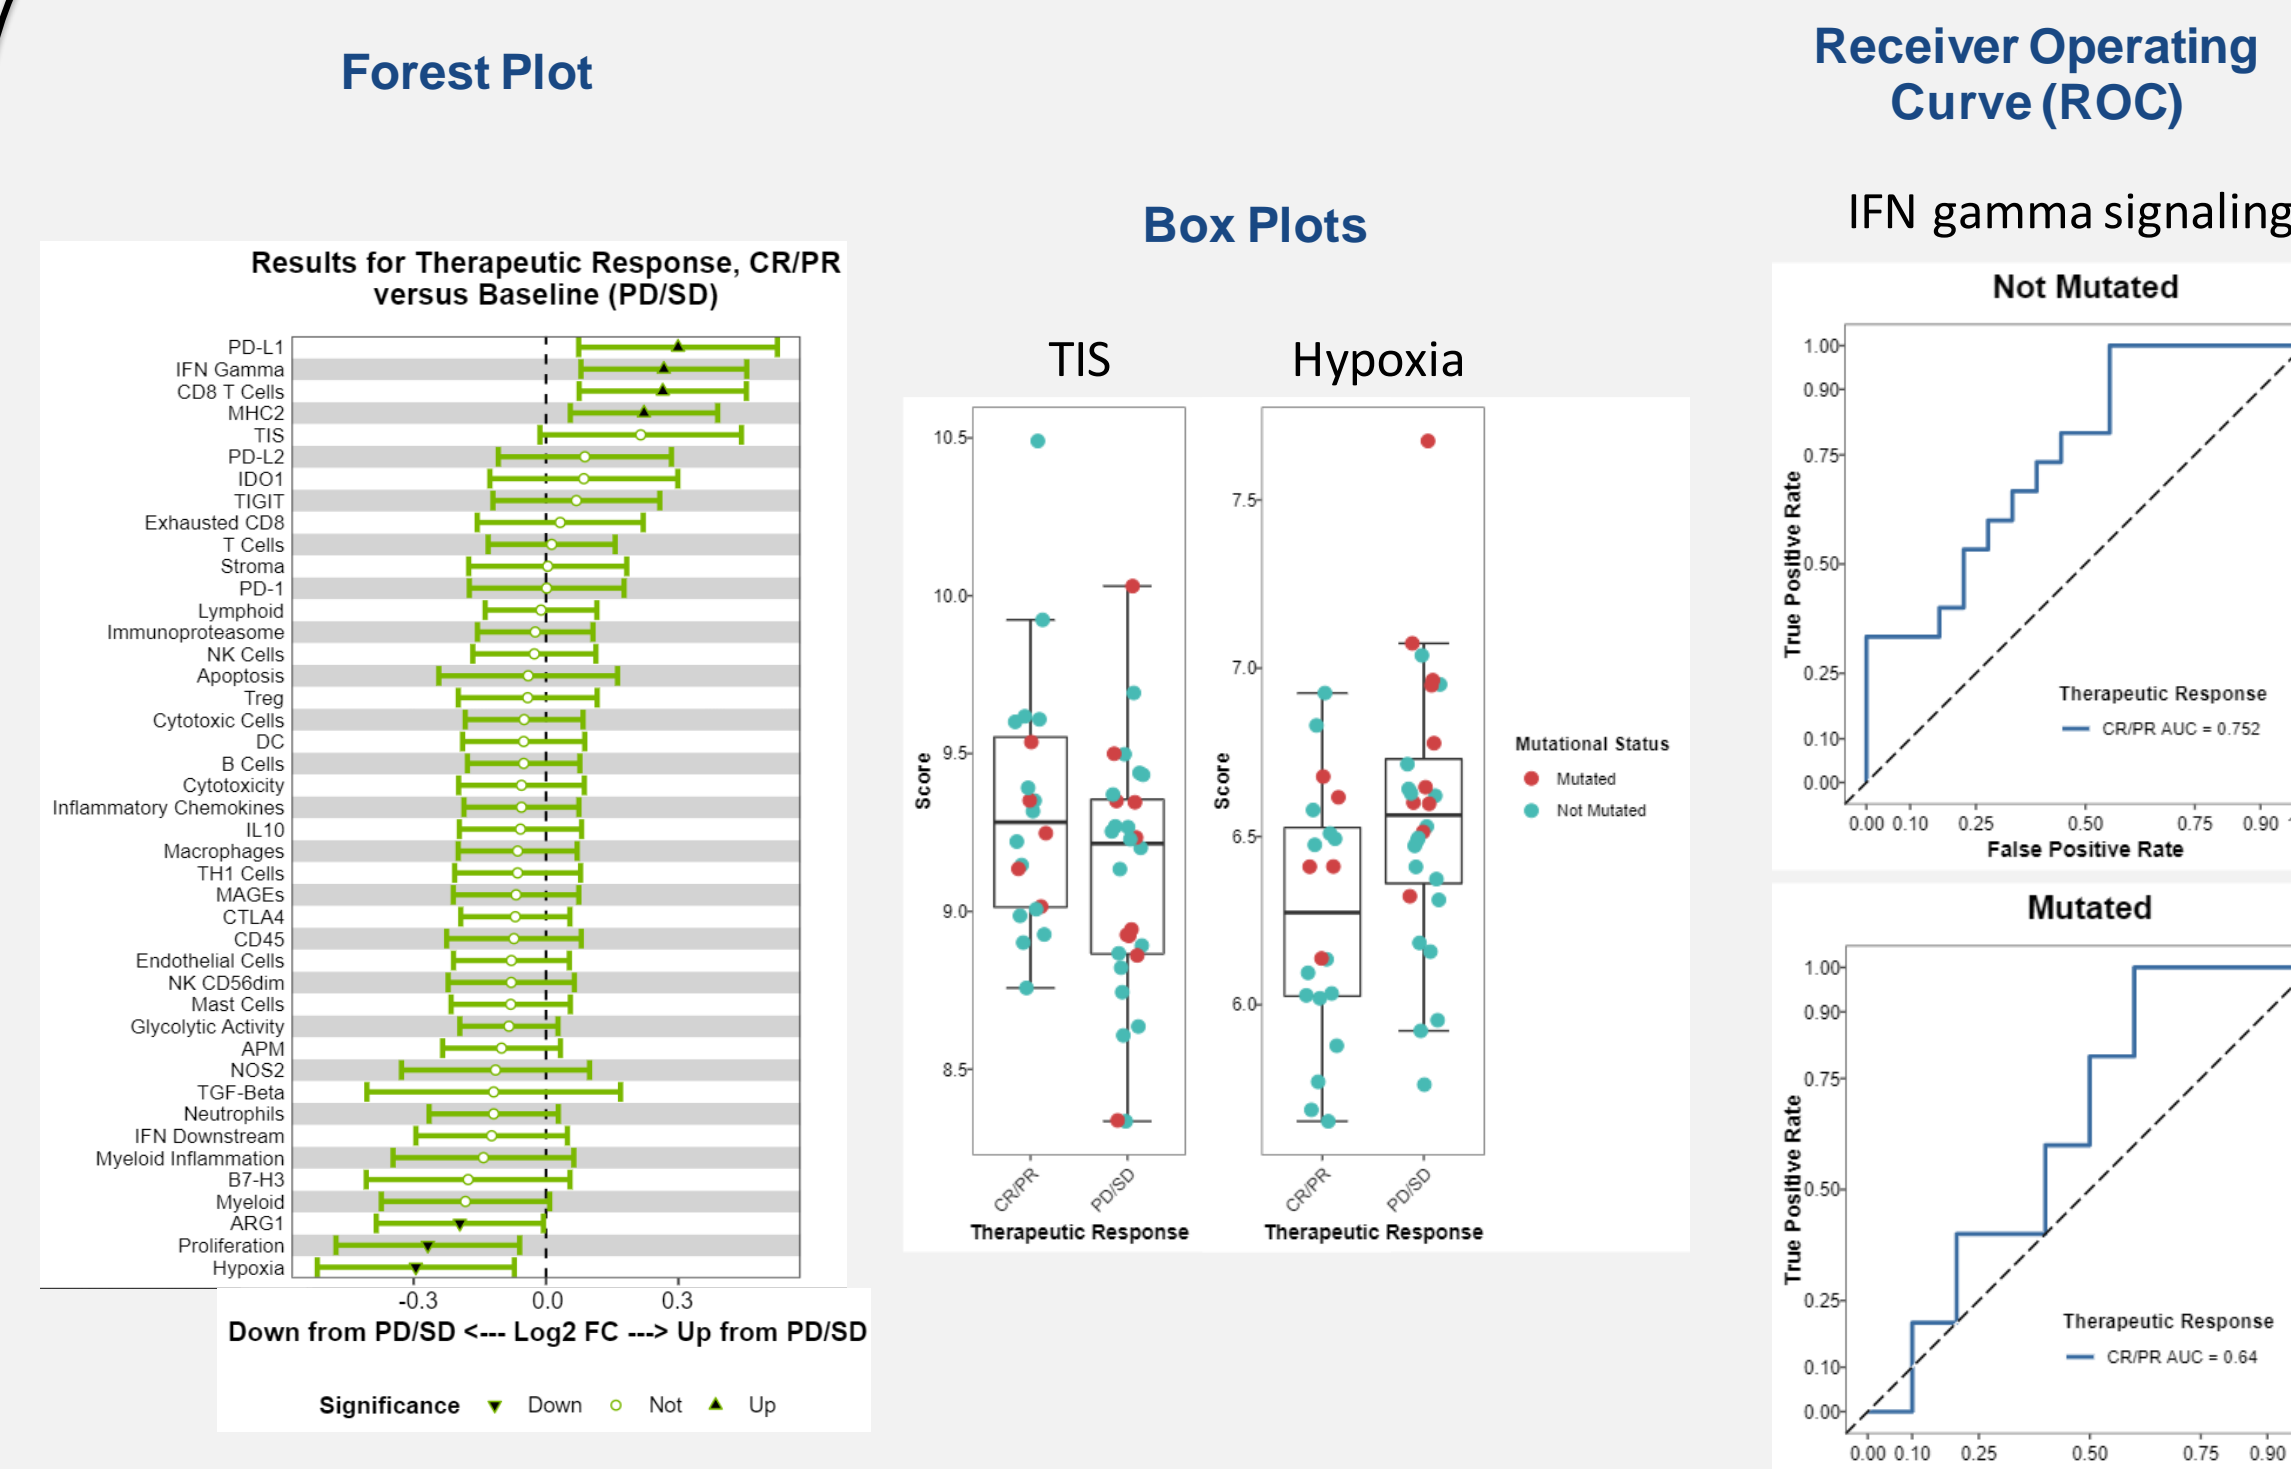 Forest Plot
Results for Therapeutic Response, CR/PR
versus Baseline (PD/SD)
PD-L1
IFN Gamma
CD8 T Cells
MHC2
TIS
PD-L2
IDO1
TIGIT
Exhausted CD8
T Cells
Stroma
PD-1
Lymphoid
Immunoproteasome
NK Cells
Apoptosis
Treg
Cytotoxic Cells
DC
B Cells
Cytotoxicity
Inflammatory Chemokines
IL10
Macrophages
TH1 Cells
MAGEs
CTLA4
CD45
Endothelial Cells
NK CD56dim
Mast Cells
Glycolytic Activity
APM
NOS2
TGF-Beta
Neutrophils
IFN Downstream
Myeloid Inflammation
B7-H3
Myeloid
ARG1
Proliferation
Hypoxia
-0.3 0.0 0.3
Down from PD/SD <--- Log2 FC ---> Up from PD/SD
Significance Down Not Up
Box Plots
TIS
10.5
10.0
9.5
9.0
8.5
Score
CR/PR PD/SD
Therapeutic Response
Hypoxia
7.5
7.0
6.5
6.0
Score
CR/PR PD/SD
Therapeutic Response
Mutational Status
Mutated
Not Mutated
Receiver Operating
Curve (ROC)
IFN gamma signaling
Not Mutated
1.00
0.90
0.75
0.50
0.25
0.10
0.00
True Positive Rate
Therapeutic Response
CR/PR AUC = 0.752
0.00 0.10 0.25 0.50 0.75 0.90
False Positive Rate
Mutated
1.00
0.90
0.75
0.50
0.25
0.10
0.00
True Positive Rate
Therapeutic Response
CR/PR AUC = 0.64
0.00 0.10 0.25 0.50 0.75 0.90